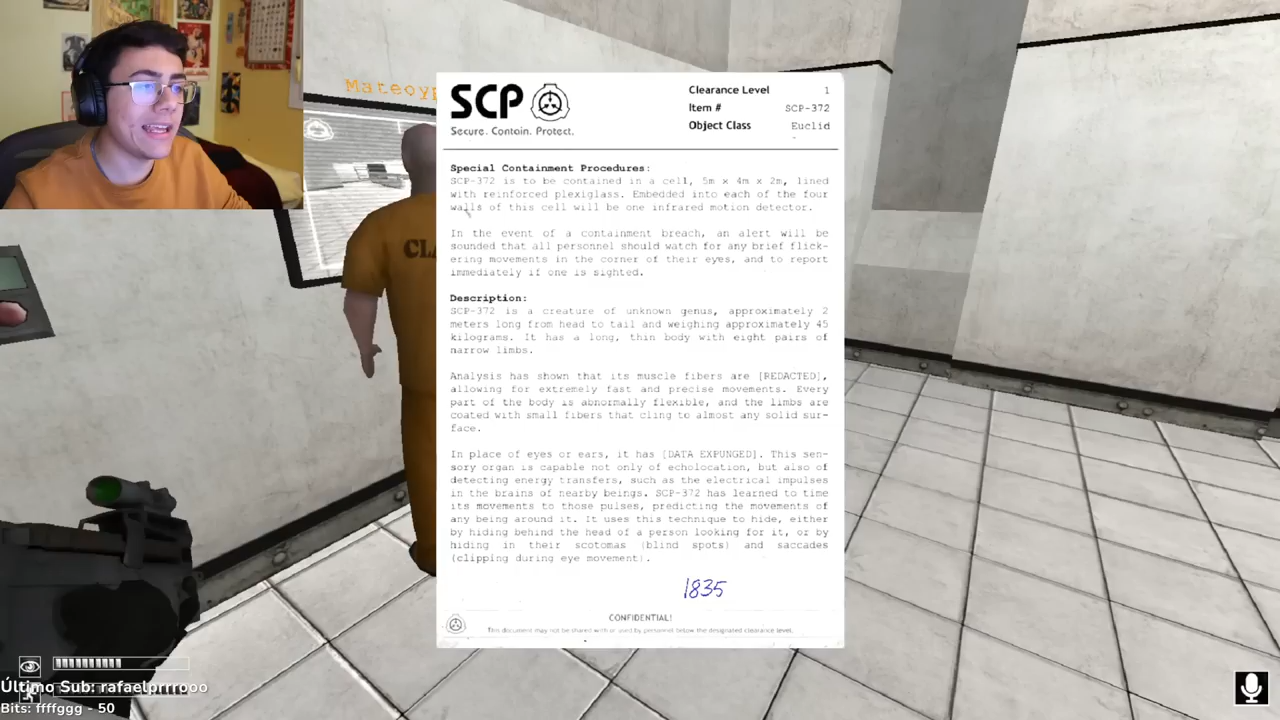 Mateoy
CLA
SCP
Secure. Contain. Protect.
Clearance Level 1
Item # SCP-372
Object Class Euclid
Special Containment Procedures:
SCP-372 is to be contained in a cell, 5m x 4m x 2m, lined
with reinforced plexiglass. Embedded into each of the four
walls of this cell will be one infrared motion detector.
In the event of a containment breach, an alert will be
sounded that all personnel should watch for any brief flick-
ering movements in the corner of their eyes, and to report
immediately if one is sighted.
Description:
SCP-372 is a creature of unknown genus, approximately 2
meters long from head to tail and weighing approximately 45
kilograms. It has a long, thin body with eight pairs of
narrow limbs.
Analysis has shown that its muscle fibers are [REDACTED],
allowing for extremely fast and precise movements. Every
part of the body is abnormally flexible, and the limbs are
coated with small fibers that cling to almost any solid sur-
face.
In place of eyes or ears, it has [DATA EXPUNGED]. This sen-
sory organ is capable not only of echolocation, but also of
detecting energy transfers, such as the electrical impulses
in the brains of nearby beings. SCP-372 has learned to time
its movements to those pulses, predicting the movements of
any being around it. It uses this technique to hide, either
by hiding behind the head of a person looking for it, or by
hiding in their scotomas (blind spots) and saccades
(clipping during eye movement).
1835
CONFIDENTIAL!
This document may not be shared with or used by personnel below the designated clearance level.
Último Sub: rafaelprrrooo
Bits: ffffggg - 50